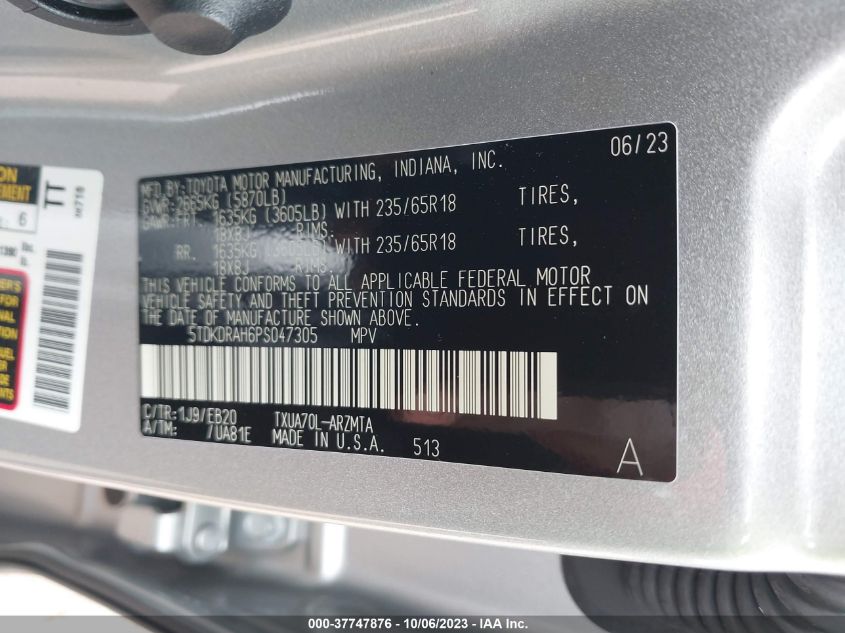 MFD.BY:TOYOTA MOTOR MANUFACTURING, INDIANA, INC. 06/23
GVWR:2665KG (5870LB)
GAWR:FRT. 1635KG (3605LB) WITH 235/65R18 TIRES,
18X8J RIMS.
RR. 1635KG (3605LB) WITH 235/65R18 TIRES,
18X8J RIMS.
THIS VEHICLE CONFORMS TO ALL APPLICABLE FEDERAL MOTOR
VEHICLE SAFETY AND THEFT PREVENTION STANDARDS IN EFFECT ON
THE DATE OF MANUFACTURE SHOWN ABOVE.
5TDKDRAH6PS047305 MPV
C/TR:1J9/EB20 TXUA70L-ARZMTA
A/TM: 7UA81E MADE IN U.S.A. 513
A
TT
6
000-37747876 - 10/06/2023 - IAA Inc.